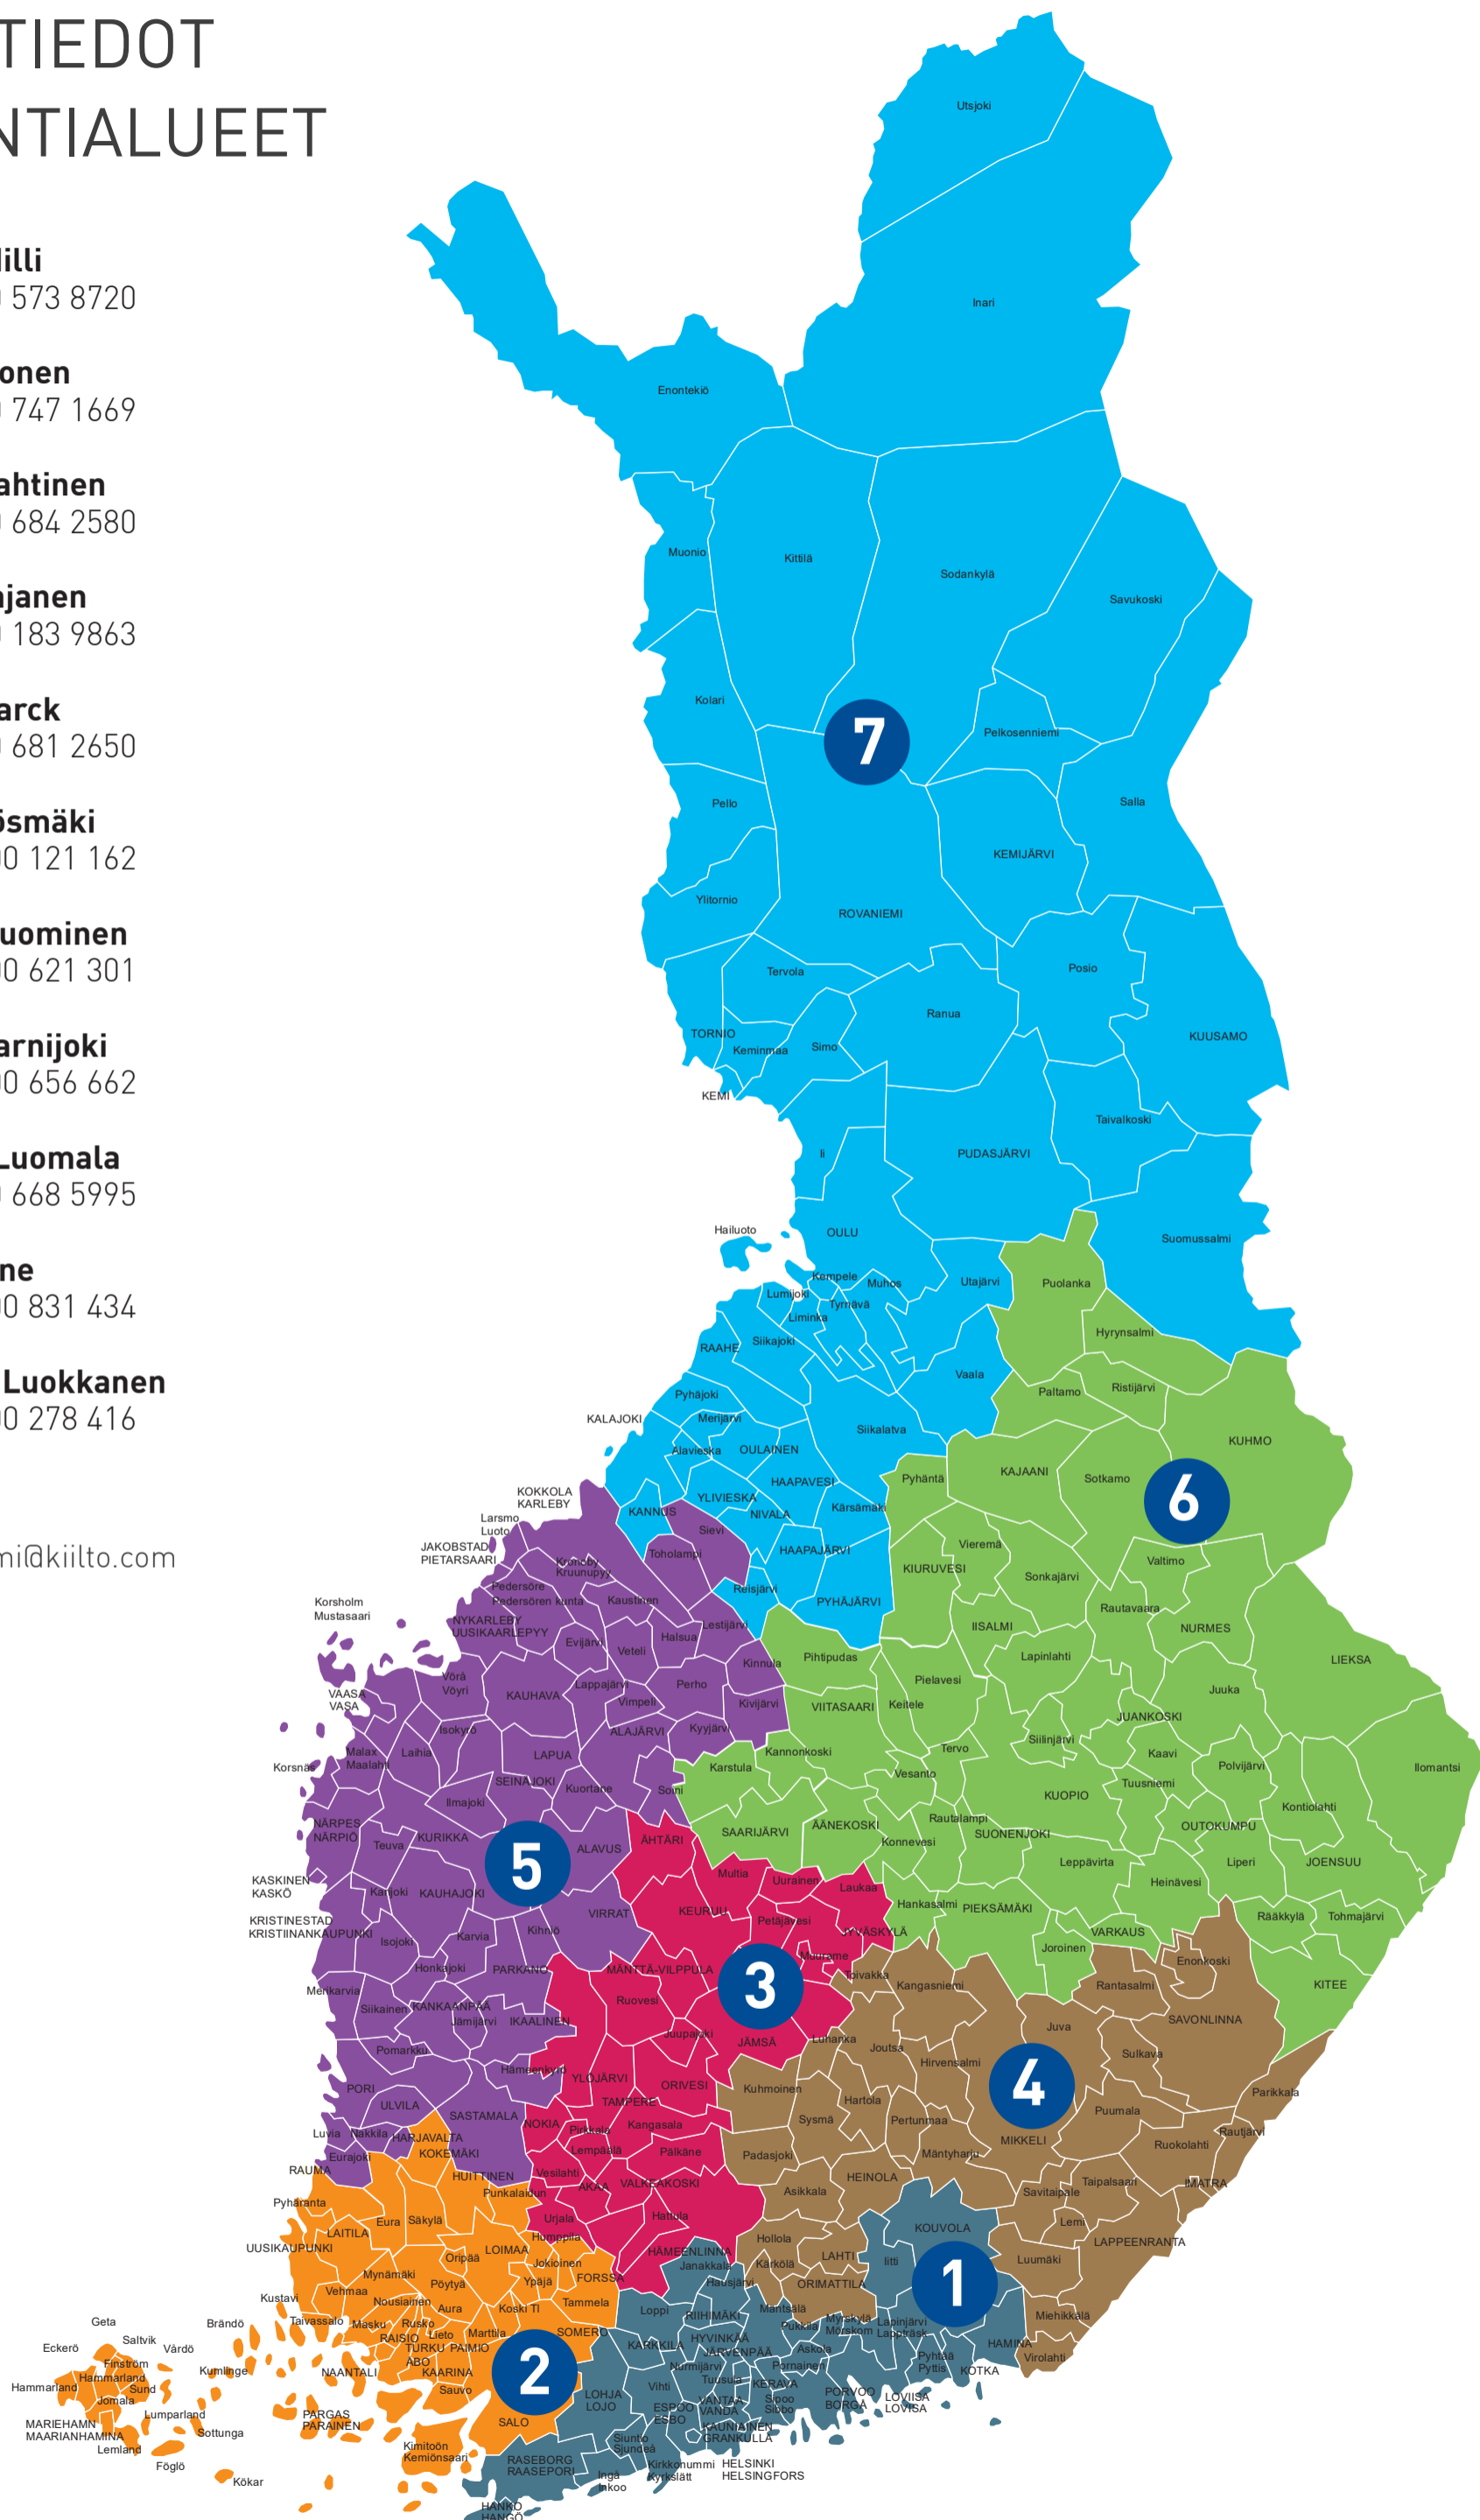 TIEDOT
NTIALUEET
573 8720
onen
747 1669
ahtinen
684 2580
ajanen
183 9863
arck
681 2650
ösmäki
00 121 162
uominen
00 621 301
arnijoki
00 656 662
Luomala
668 5995
ne
00 831 434
Luokkanen
00 278 416
mi@kiilto.com
Utsjoki
Inari
Enontekiö
Muonio
Kittilä
Sodankylä
Savukoski
Kolari
7
Pelkosenniemi
Pello
Salla
KEMIJÄRVI
Ylitornio
ROVANIEMI
Tervola
Posio
Ranua
TORNIO
Keminmaa
Simo
KUUSAMO
KEMI
Taivalkoski
Ii
PUDASJÄRVI
Hailuoto
OULU
Suomussalmi
Kempele
Muhos
Utajärvi
Puolanka
Lumijoki
Tyrnävä
Liminka
Hyrynsalmi
RAAHE
Siikajoki
Vaala
Pyhäjoki
Paltamo
Ristijärvi
KALAJOKI
Merijärvi
Siikalatva
Alavieska
OULAINEN
KUHMO
HAAPAVESI
Pyhäntä
KAJAANI
Sotkamo
KOKKOLA
KARLEBY
YLIVIESKA
Kärsämäki
6
KANNUS
NIVALA
Larsmo
Luoto
Sievi
JAKOBSTAD
PIETARSAARI
Toholampi
HAAPAJÄRVI
Vieremä
Kronoby
Kruunupyy
KIURUVESI
Sonkajärvi
Valtimo
Pedersöre
Pedersören kunta
Kaustinen
Reisjärvi
PYHÄJÄRVI
Rautavaara
Korsholm
Mustasaari
NYKARLEBY
UUSIKAARLEPYY
Lestijärvi
IISALMI
NURMES
Evijärvi
Veteli
Halsua
Pihtipudas
Lapinlahti
LIEKSA
Vörå
Vöyri
Kinnula
Pielavesi
VAASA
VASA
KAUHAVA
Lappajärvi
Perho
Juuka
Vimpeli
Kivijärvi
VIITASAARI
Keitele
JUANKOSKI
Isokyrö
ALAJÄRVI
Kyyjärvi
Siilinjärvi
Malax
Maalahti
Laihia
LAPUA
Kannonkoski
Tervo
Kaavi
Korsnäs
Karstula
Vesanto
Polvijärvi
Ilomantsi
SEINÄJOKI
Kuortane
Soini
Tuusniemi
KUOPIO
Ilmajoki
Kontiolahti
NÄRPES
NÄRPIÖ
Rautalampi
ÄÄNEKOSKI
OUTOKUMPU
Teuva
KURIKKA
ALAVUS
ÄHTÄRI
SAARIJÄRVI
SUONENJOKI
Konnevesi
5
Leppävirta
Liperi
JOENSUU
KASKINEN
KASKÖ
Karijoki
KAUHAJOKI
Multia
Uurainen
Laukaa
Heinävesi
KRISTINESTAD
KRISTIINANKAUPUNKI
VIRRAT
KEURUU
Petäjävesi
Hankasalmi
PIEKSÄMÄKI
Rääkkylä
Tohmajärvi
Kihniö
Karvia
JYVÄSKYLÄ
VARKAUS
Isojoki
Joroinen
Muurame
Enonkoski
Honkajoki
PARKANO
MÄNTTÄ-VILPPULA
Toivakka
Kangasniemi
Rantasalmi
KITEE
Merikarvia
3
Siikainen
KANKAANPÄÄ
Jämijärvi
IKAALINEN
Ruovesi
SAVONLINNA
Juva
Juupajoki
JÄMSÄ
Luhanka
Joutsa
Sulkava
Pomarkku
Hirvensalmi
Hämeenkyrö
YLÖJÄRVI
ORIVESI
Kuhmoinen
4
PORI
TAMPERE
Hartola
Parikkala
ULVILA
SASTAMALA
NOKIA
Pirkkala
Kangasala
Sysmä
Pertunmaa
Puumala
Luvia
Nakkila
HARJAVALTA
KOKEMÄKI
Lempäälä
Pälkäne
MIKKELI
Rautjärvi
Eurajoki
Padasjoki
Mäntyharju
Ruokolahti
RAUMA
HUITTINEN
Vesilahti
AKAA
VALKEAKOSKI
HEINOLA
Taipalsaari
IMATRA
Punkalaidun
Asikkala
Savitaipale
Pyhäranta
Eura
Säkylä
Urjala
Hattula
Lemi
LAITILA
Humppila
KOUVOLA
UUSIKAUPUNKI
LOIMAA
HÄMEENLINNA
Hollola
LAPPEENRANTA
Oripää
Jokioinen
Janakkala
Kärkölä
LAHTI
Iitti
Luumäki
Mynämäki
Pöytyä
Ypäjä
FORSSA
Hausjärvi
ORIMATTILA
1
Vehmaa
Kustavi
Nousiainen
Aura
Koski Tl
Tammela
Loppi
RIIHIMÄKI
Mäntsälä
Miehikkälä
Geta
Brändö
Taivassalo
Masku
Rusko
Lieto
Marttila
SOMERO
Pukkila
Myrskylä
Mörskom
Lapinjärvi
Lappträsk
Eckerö
Saltvik
Vårdö
RAISIO
TURKU
ÅBO
PAIMIO
KARKKILA
HYVINKÄÄ
JÄRVENPÄÄ
Askola
HAMINA
Virolahti
Finström
Kumlinge
NAANTALI
KAARINA
2
Nurmijärvi
Tuusula
Pornainen
Pyhtää
Pyttis
KOTKA
Hammarland
Hammarland
Sund
Jomala
Sauvo
Vihti
KERAVA
PORVOO
BORGÅ
LOVIISA
LOVISA
Lumparland
PARGAS
PARAINEN
SALO
LOHJA
LOJO
ESPOO
ESBO
VANTAA
VANDA
Sipoo
Sibbo
MARIEHAMN
MAARIANHAMINA
Sottunga
KAUNIAINEN
GRANKULLA
Lemland
Kimitoön
Kemiönsaari
Siuntio
Sjundeå
Föglö
RASEBORG
RAASEPORI
Kirkkonummi
Kyrkslätt
HELSINKI
HELSINGFORS
Kökar
Ingå
Inkoo
HANKO
HANGÖ